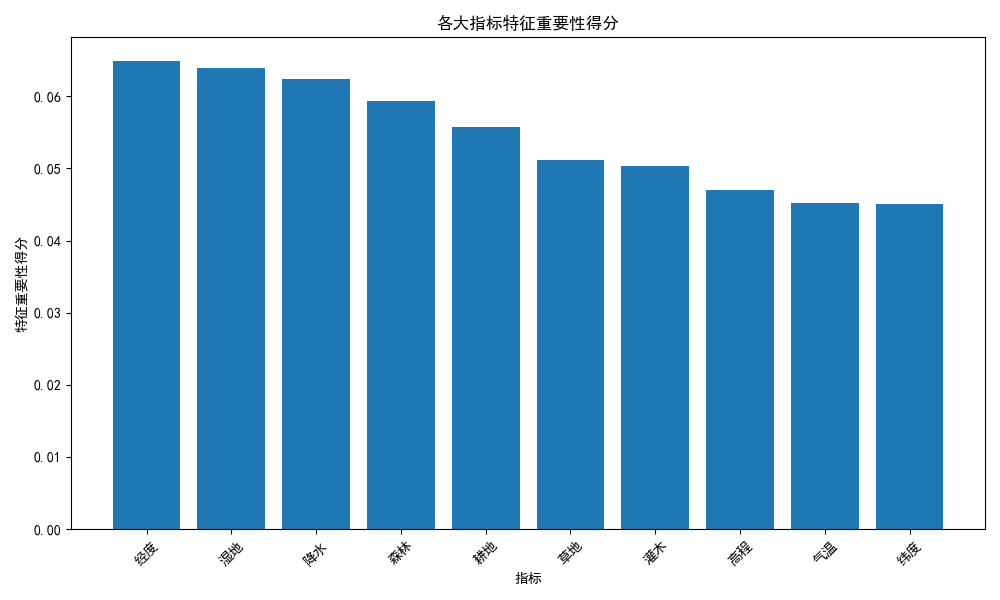 各大指标特征重要性得分
特征重要性得分
0.06
0.05
0.04
0.03
0.02
0.01
0.00
经度
湿地
降水
森林
耕地
草地
灌木
高程
气温
纬度
指标